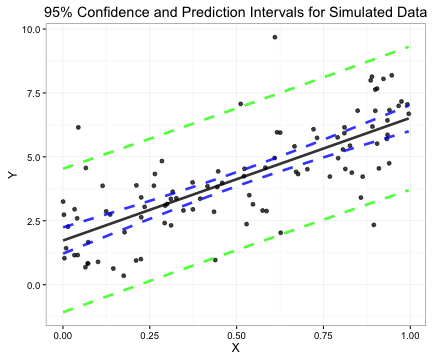 95% Confidence and Prediction Intervals for Simulated Data
10.0
7.5
5.0
2.5
0.0
Y
0.00 0.25 0.50 0.75 1.00
X